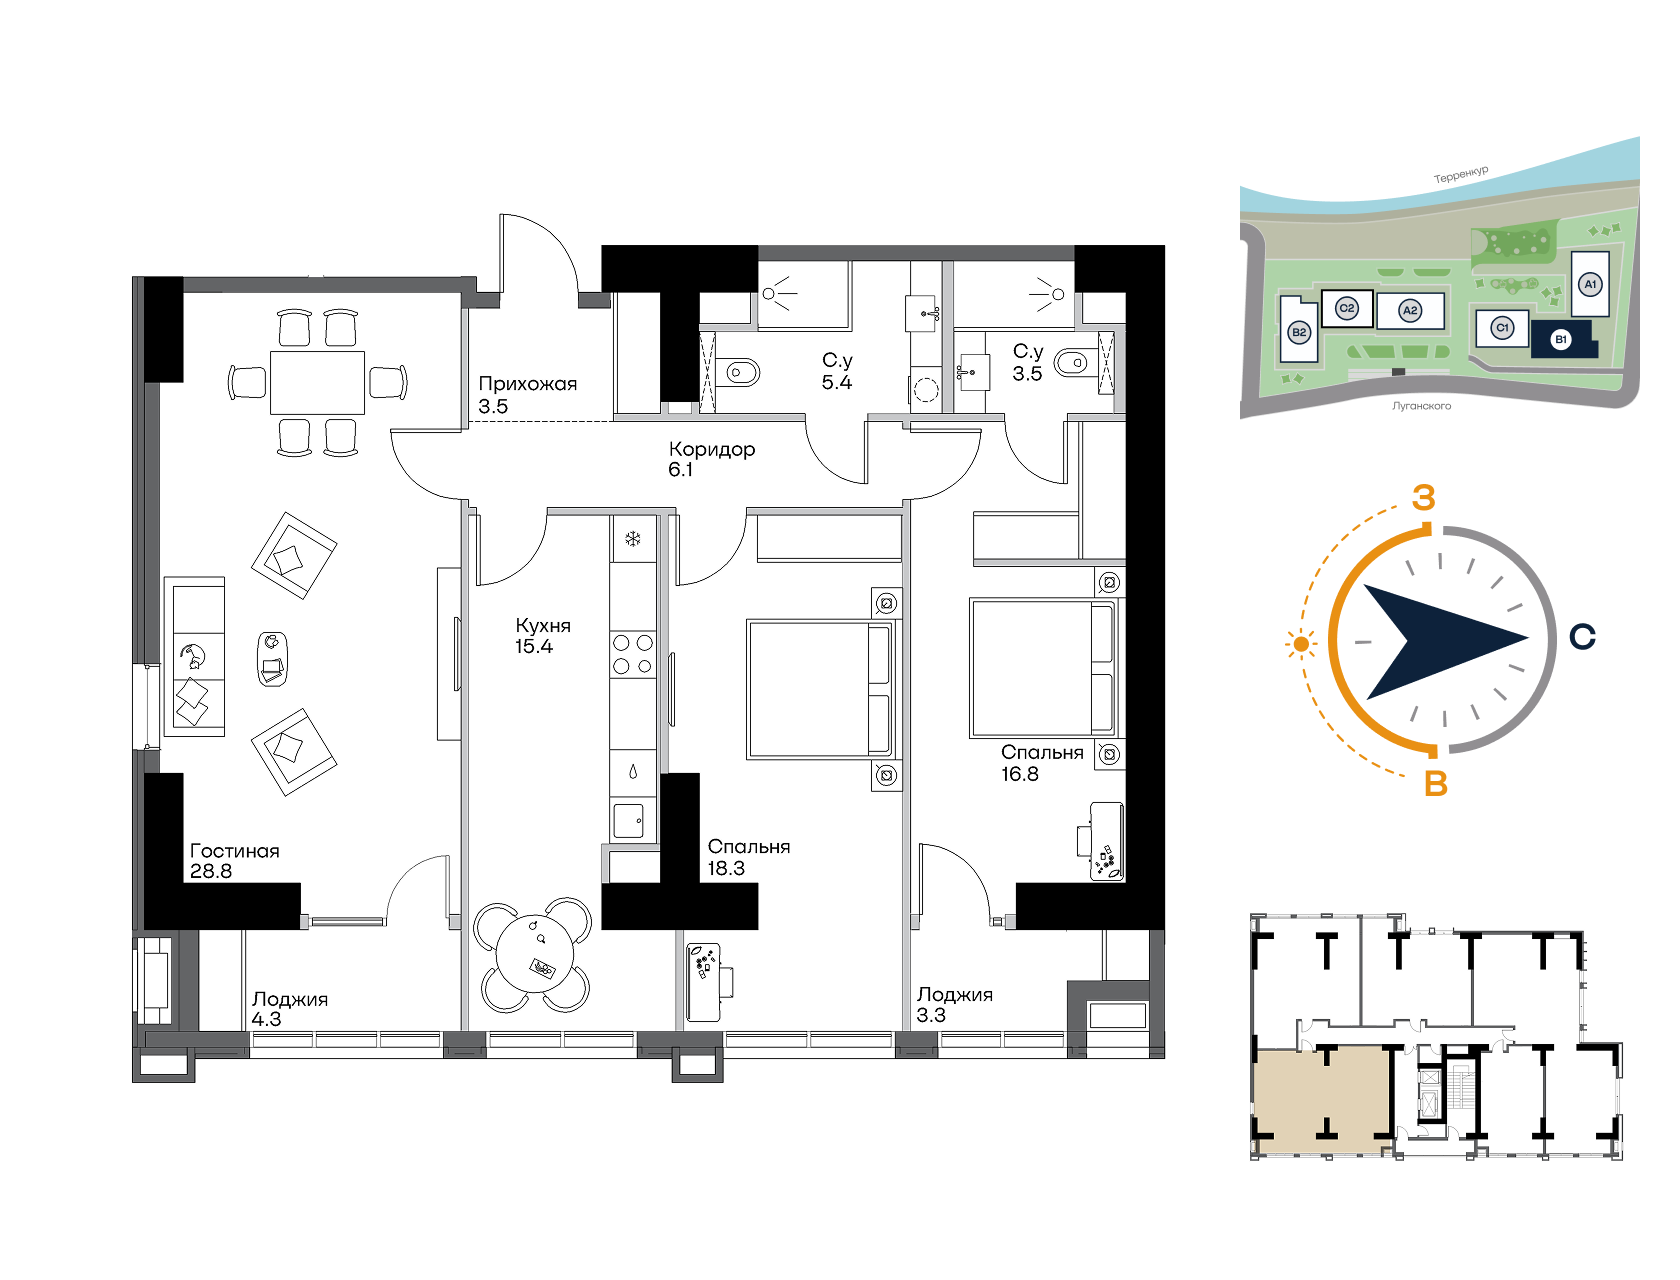 Прихожая
3.5
С.у
5.4
С.у
3.5
Коридор
6.1
Кухня
15.4
Гостиная
28.8
Спальня
18.3
Спальня
16.8
Лоджия
4.3
Лоджия
3.3
Терренкур
A1
C2
A2
B2
C1
B1
Луганского
З
С
В